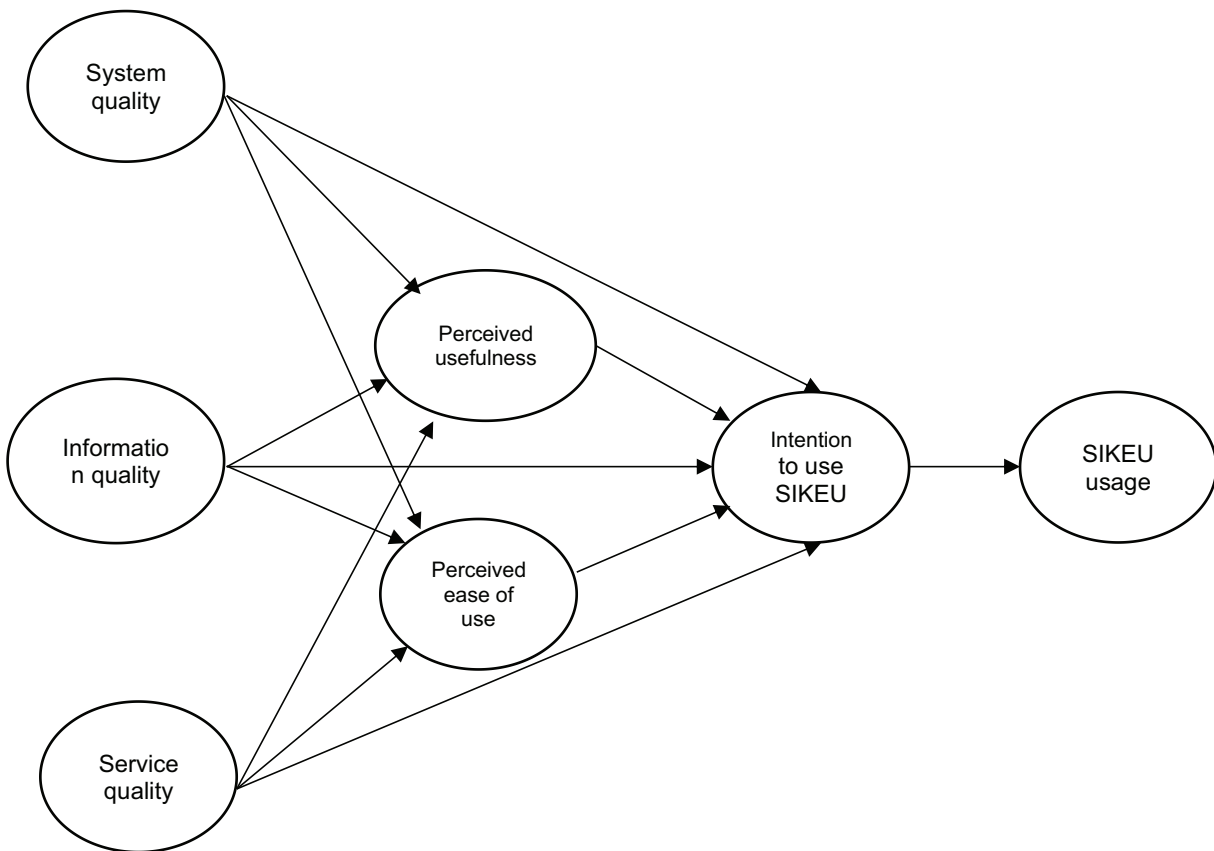 System
quality
Perceived
usefulness
Informatio
n quality
Intention
to use
SIKEU
SIKEU
usage
Perceived
ease of
use
Service
quality